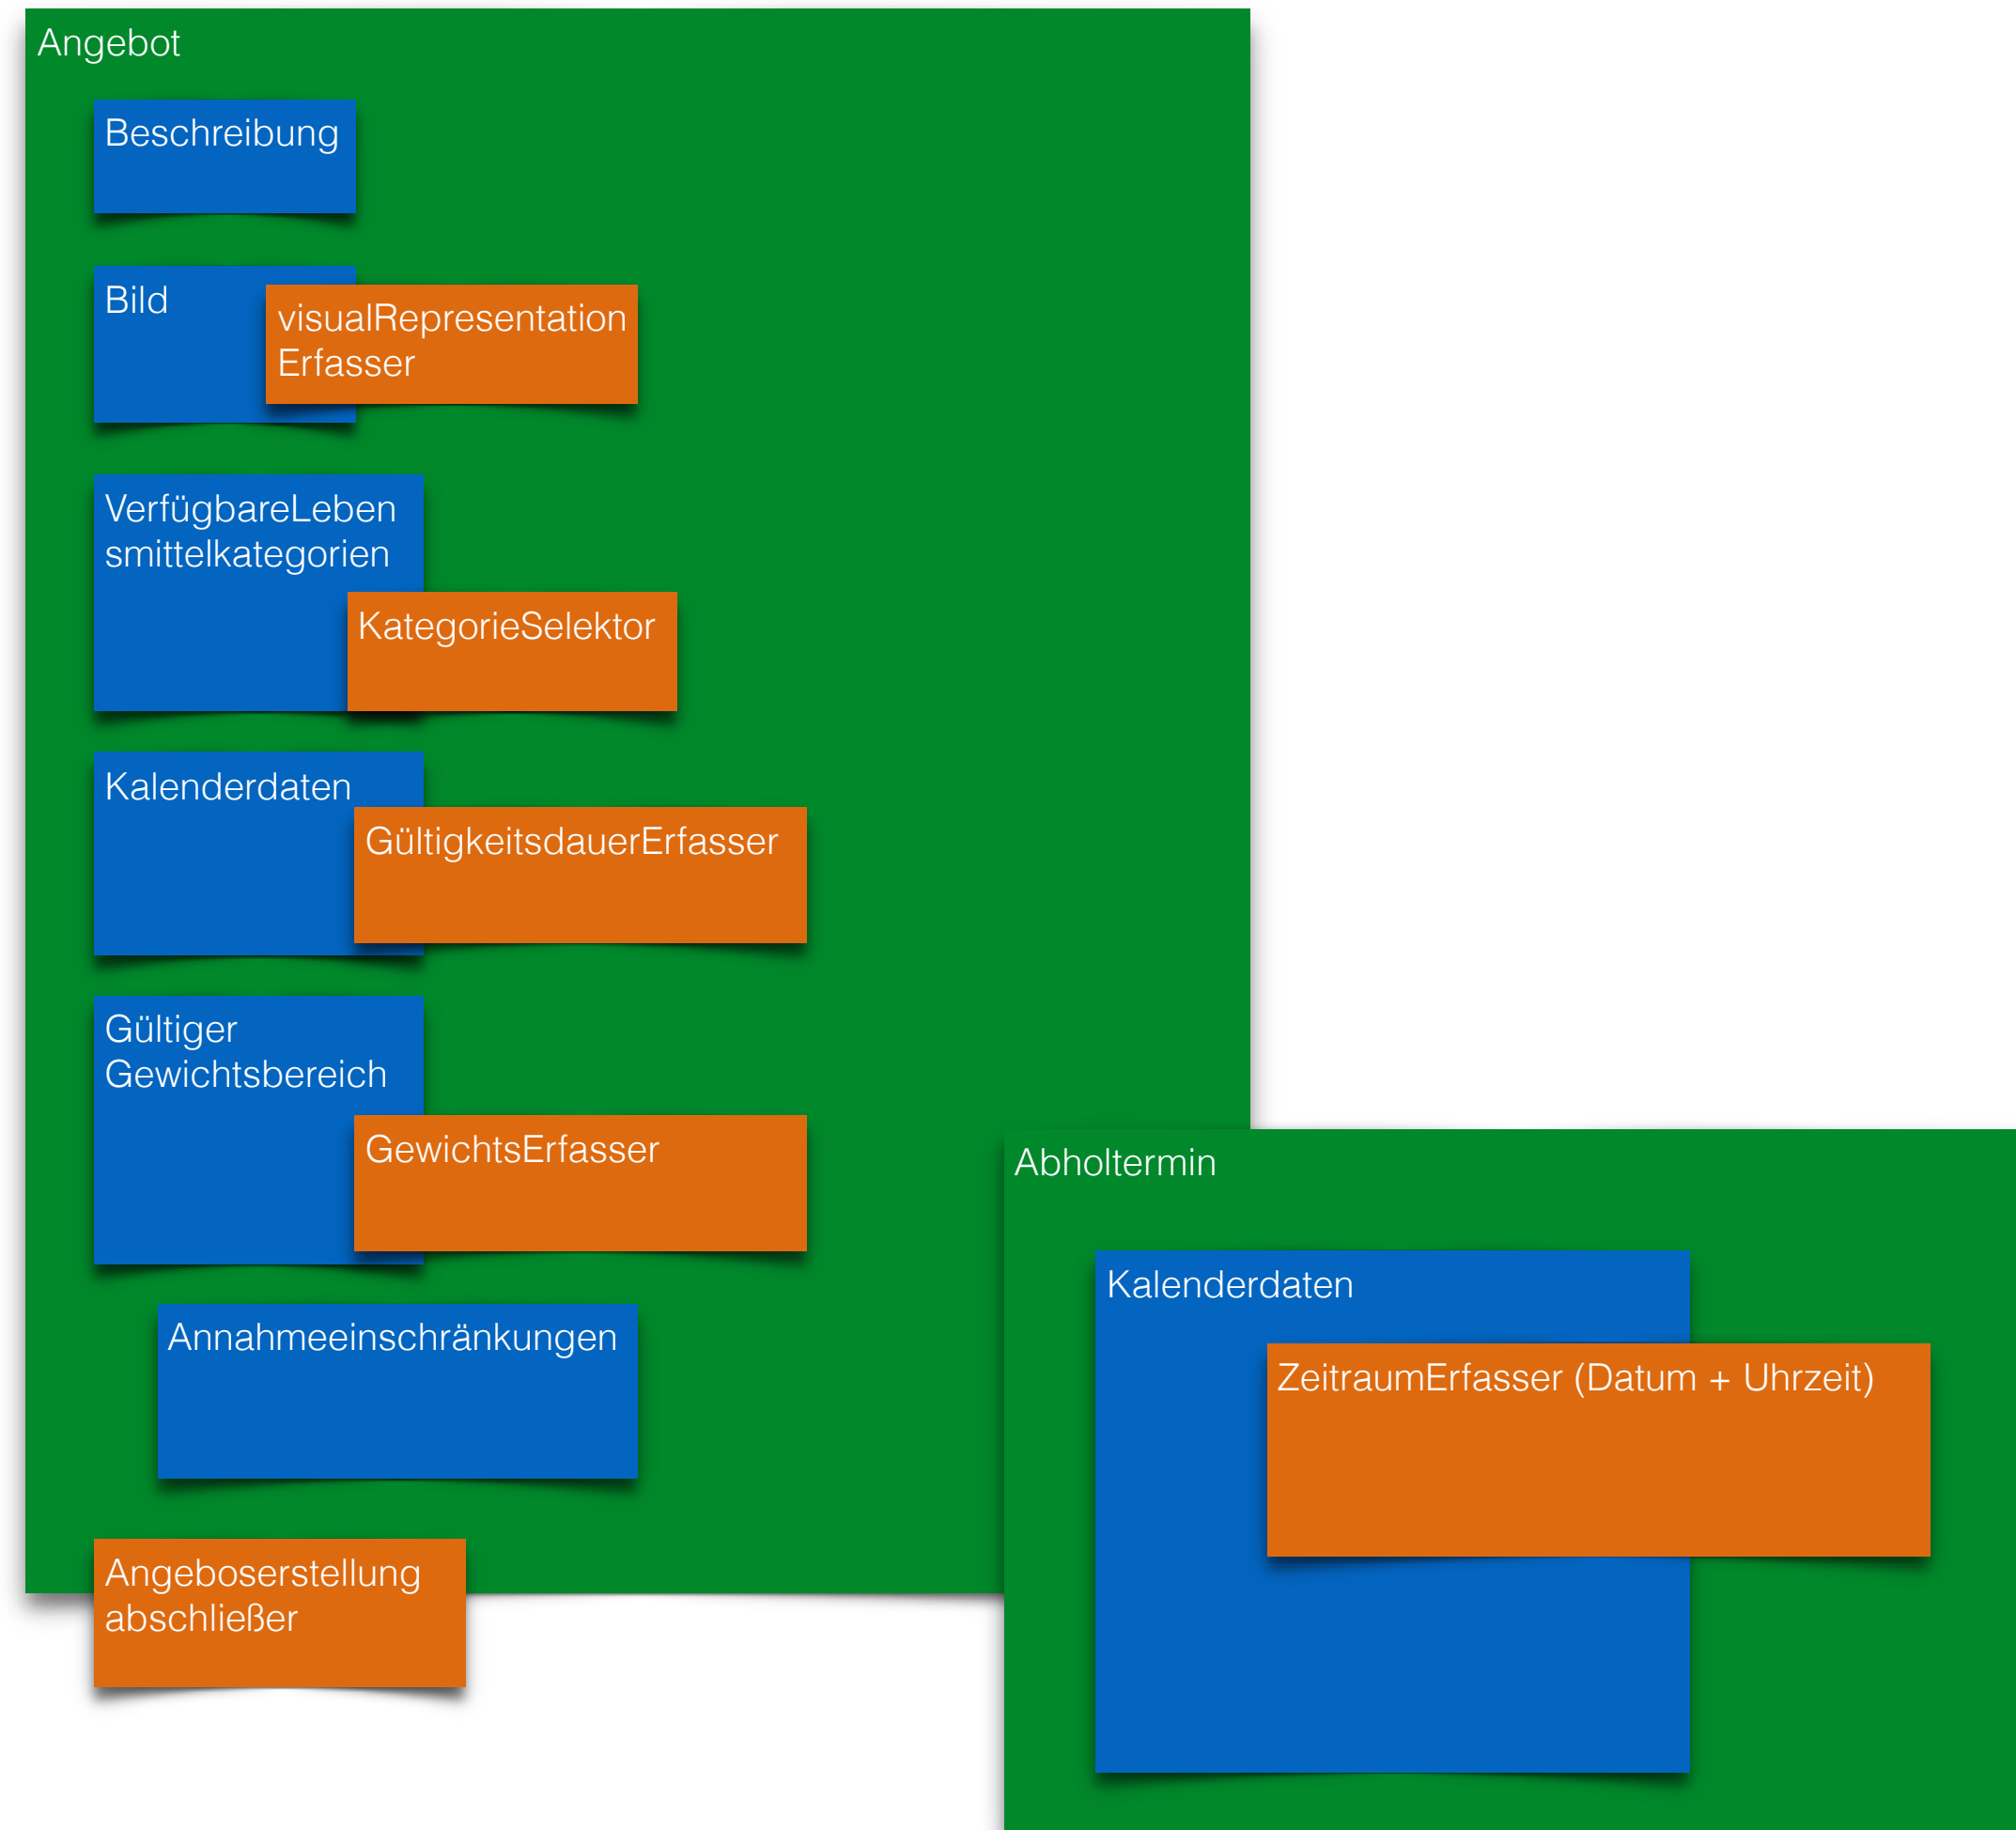 Angebot
Beschreibung
Bild
visualRepresentation
Erfasser
VerfügbareLeben
smittelkategorien
KategorieSelektor
Kalenderdaten
GültigkeitsdauerErfasser
Gültiger
Gewichtsbereich
GewichtsErfasser
Annahmeeinschränkungen
Angeboserstellung
abschließer
Abholtermin
Kalenderdaten
ZeitraumErfasser (Datum + Uhrzeit)